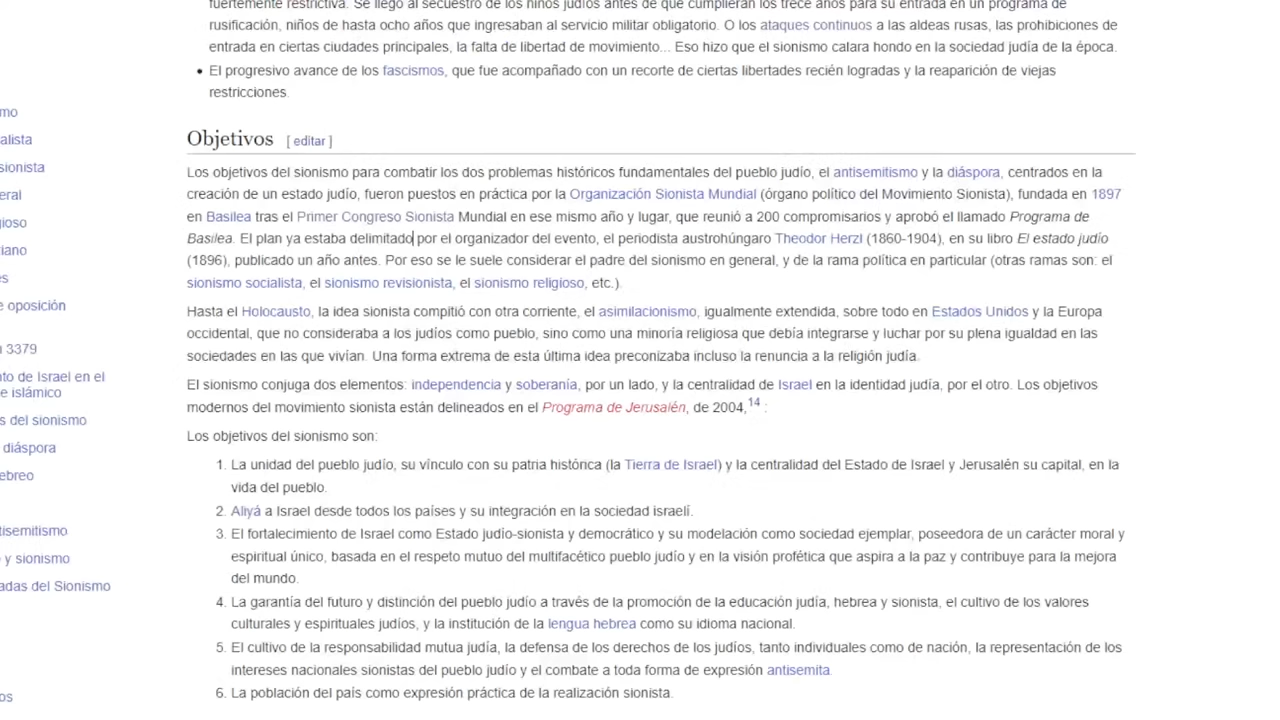 fuertemente restrictiva. Se llegó al secuestro de los niños judíos antes de que cumplieran los trece años para su entrada en un programa de
rusificación, niños de hasta ocho años que ingresaban al servicio militar obligatorio. O los ataques continuos a las aldeas rusas, las prohibiciones de
entrada en ciertas ciudades principales, la falta de libertad de movimiento... Eso hizo que el sionismo calara hondo en la sociedad judía de la época.
El progresivo avance de los fascismos, que fue acompañado con un recorte de ciertas libertades recién logradas y la reaparición de viejas
restricciones.
mo
alista
sionista
eral
gioso
iano
es
e oposición
n 3379
nto de Israel en el
e islámico
s del sionismo
diáspora
ebreo
tisemitismo
y sionismo
adas del Sionismo
os
Objetivos [ editar ]
Los objetivos del sionismo para combatir los dos problemas históricos fundamentales del pueblo judío, el antisemitismo y la diáspora, centrados en la
creación de un estado judío, fueron puestos en práctica por la Organización Sionista Mundial (órgano político del Movimiento Sionista), fundada en 1897
en Basilea tras el Primer Congreso Sionista Mundial en ese mismo año y lugar, que reunió a 200 compromisarios y aprobó el llamado Programa de
Basilea. El plan ya estaba delimitado por el organizador del evento, el periodista austrohúngaro Theodor Herzl (1860-1904), en su libro El estado judío
(1896), publicado un año antes. Por eso se le suele considerar el padre del sionismo en general, y de la rama política en particular (otras ramas son: el
sionismo socialista, el sionismo revisionista, el sionismo religioso, etc.).
Hasta el Holocausto, la idea sionista compitió con otra corriente, el asimilacionismo, igualmente extendida, sobre todo en Estados Unidos y la Europa
occidental, que no consideraba a los judíos como pueblo, sino como una minoría religiosa que debía integrarse y luchar por su plena igualdad en las
sociedades en las que vivían. Una forma extrema de esta última idea preconizaba incluso la renuncia a la religión judía.
El sionismo conjuga dos elementos: independencia y soberanía, por un lado, y la centralidad de Israel en la identidad judía, por el otro. Los objetivos
modernos del movimiento sionista están delineados en el Programa de Jerusalén, de 2004,14 :
Los objetivos del sionismo son:
1. La unidad del pueblo judío, su vínculo con su patria histórica (la Tierra de Israel) y la centralidad del Estado de Israel y Jerusalén su capital, en la
vida del pueblo.
2. Aliyá a Israel desde todos los países y su integración en la sociedad israelí.
3. El fortalecimiento de Israel como Estado judío-sionista y democrático y su modelación como sociedad ejemplar, poseedora de un carácter moral y
espiritual único, basada en el respeto mutuo del multifacético pueblo judío y en la visión profética que aspira a la paz y contribuye para la mejora
del mundo.
4. La garantía del futuro y distinción del pueblo judío a través de la promoción de la educación judía, hebrea y sionista, el cultivo de los valores
culturales y espirituales judíos, y la institución de la lengua hebrea como su idioma nacional.
5. El cultivo de la responsabilidad mutua judía, la defensa de los derechos de los judíos, tanto individuales como de nación, la representación de los
intereses nacionales sionistas del pueblo judío y el combate a toda forma de expresión antisemita.
6. La población del país como expresión práctica de la realización sionista.